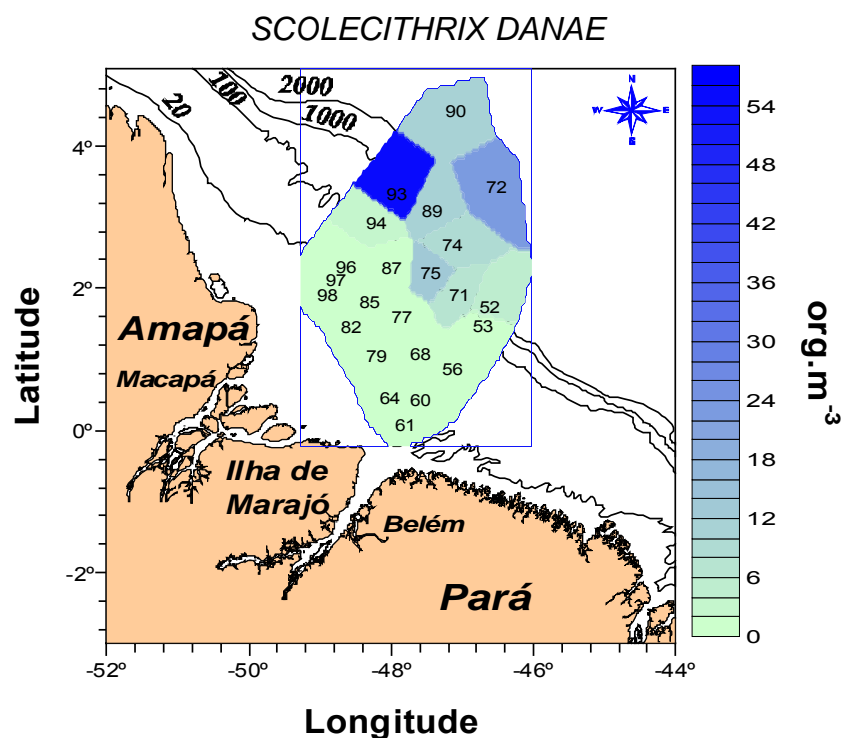 SCOLECITHRIX DANAE
2000
100
1000
20
N
W
E
S
90
93
72
89
94
74
96
87
75
97
98
85
71
52
77
53
82
79
68
56
64
60
61
Amapá
Macapá
Ilha de
Marajó
Belém
Pará
4º
2º
0º
-2º
-52º
-50º
-48º
-46º
-44º
Latitude
Longitude
54
48
42
36
30
24
18
12
6
0
org.m-3